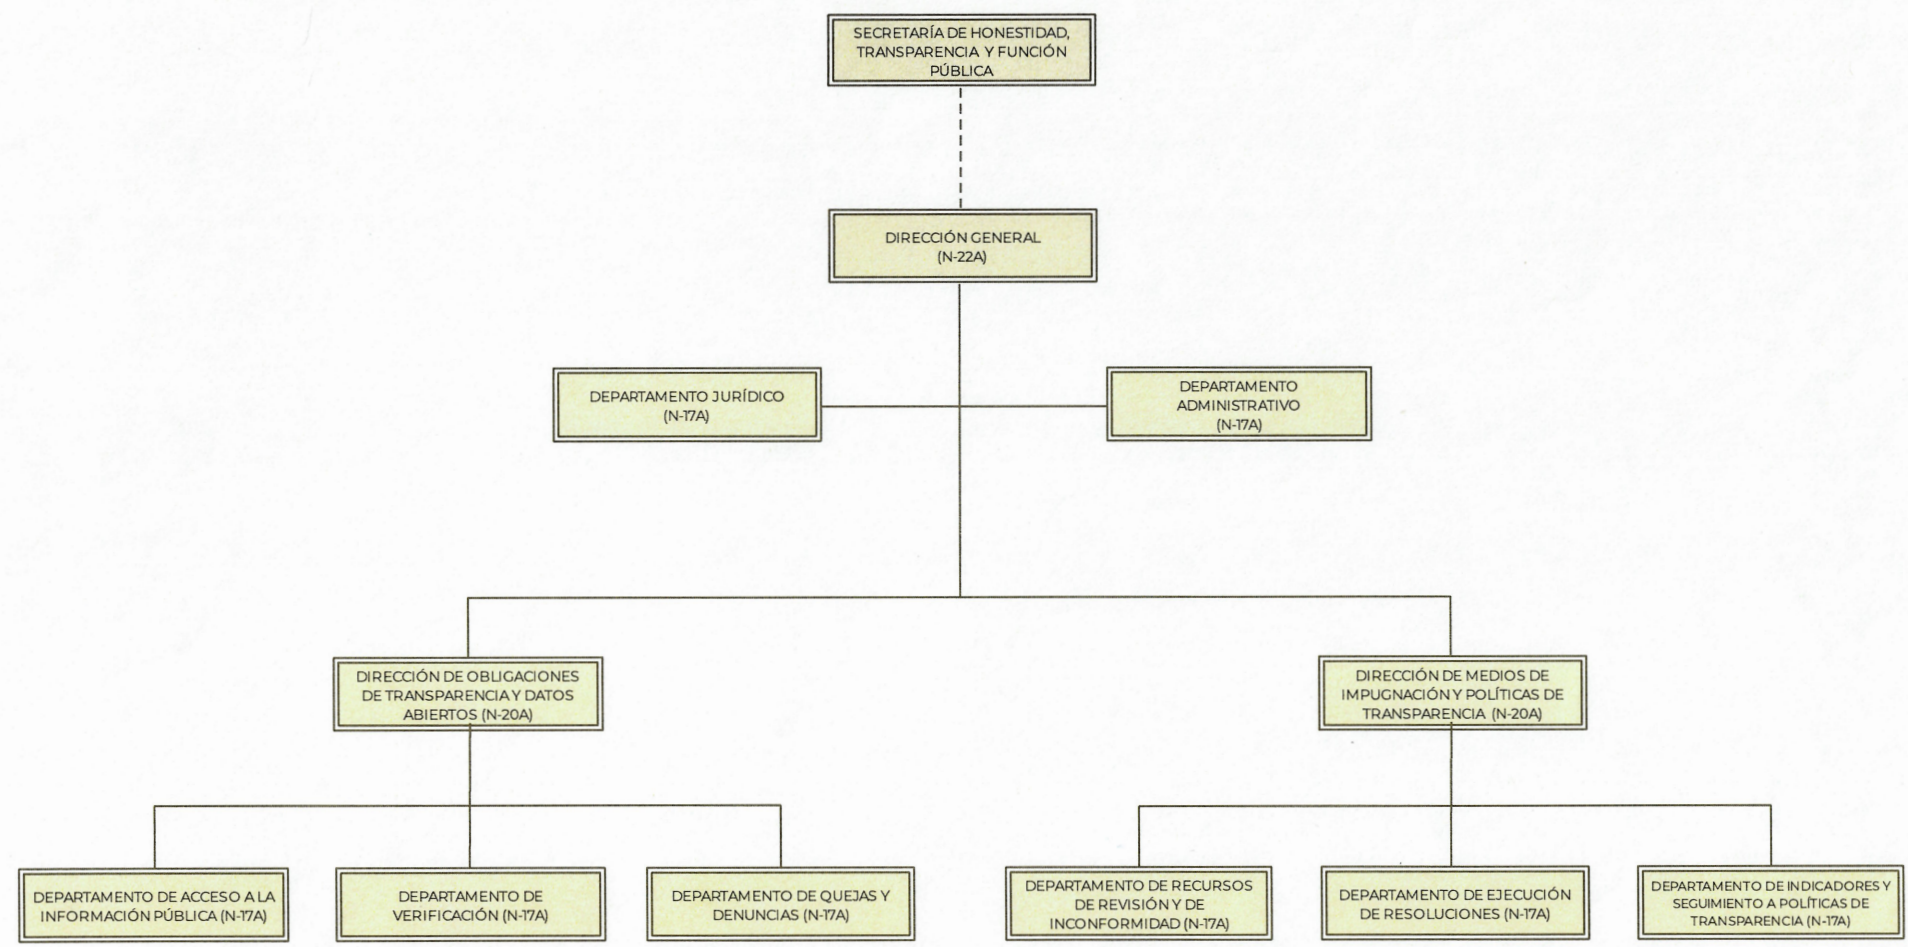 SECRETARÍA DE HONESTIDAD,
TRANSPARENCIA Y FUNCIÓN
PÚBLICA
DIRECCIÓN GENERAL
(N-22A)
DEPARTAMENTO JURÍDICO
(N-17A)
DEPARTAMENTO
ADMINISTRATIVO
(N-17A)
DIRECCIÓN DE OBLIGACIONES
DE TRANSPARENCIA Y DATOS
ABIERTOS (N-20A)
DIRECCIÓN DE MEDIOS DE
IMPUGNACIÓN Y POLÍTICAS DE
TRANSPARENCIA (N-20A)
DEPARTAMENTO DE ACCESO A LA
INFORMACIÓN PÚBLICA (N-17A)
DEPARTAMENTO DE
VERIFICACIÓN (N-17A)
DEPARTAMENTO DE QUEJAS Y
DENUNCIAS (N-17A)
DEPARTAMENTO DE RECURSOS
DE REVISIÓN Y DE
INCONFORMIDAD (N-17A)
DEPARTAMENTO DE EJECUCIÓN
DE RESOLUCIONES (N-17A)
DEPARTAMENTO DE INDICADORES Y
SEGUIMIENTO A POLÍTICAS DE
TRANSPARENCIA (N-17A)